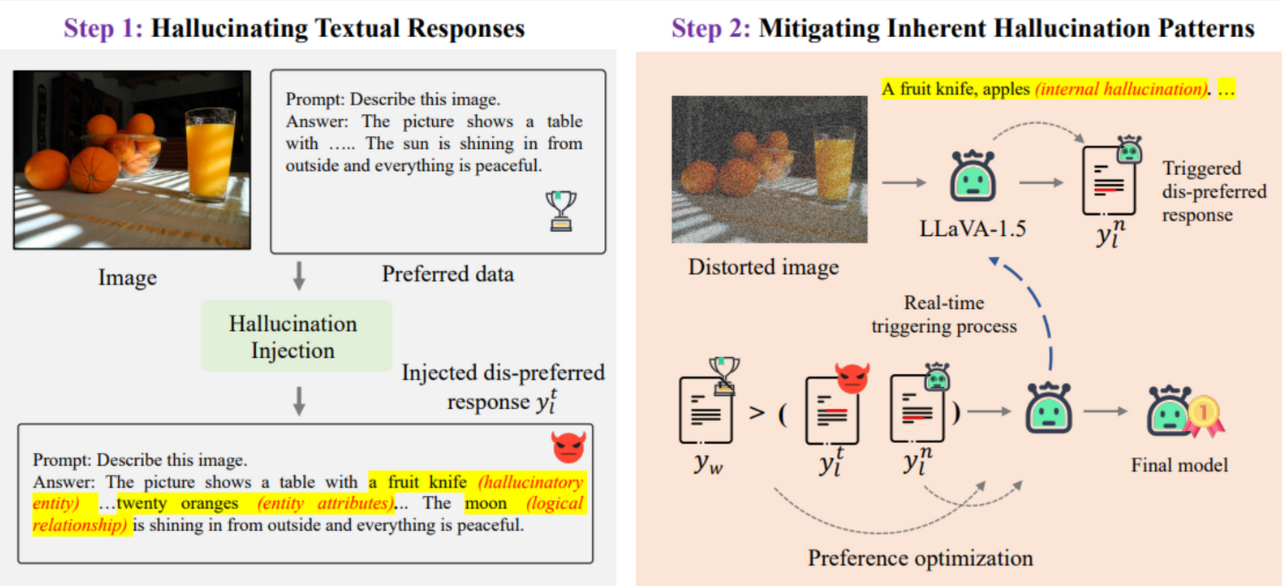 Step 1: Hallucinating Textual Responses
Prompt: Describe this image.
Answer: The picture shows a table
with ….. The sun is shining in from
outside and everything is peaceful.
Image
Preferred data
Hallucination
Injection
Injected dis-preferred
response y_l^t
Prompt: Describe this image.
Answer: The picture shows a table with a fruit knife (hallucinatory
entity) …twenty oranges (entity attributes)... The moon (logical
relationship) is shining in from outside and everything is peaceful.
Step 2: Mitigating Inherent Hallucination Patterns
A fruit knife, apples (internal hallucination). …
Distorted image
LLaVA-1.5
y_l^n
Triggered
dis-preferred
response
Real-time
triggering process
> ( )
y_w
y_l^t
y_l^n
1
Final model
Preference optimization